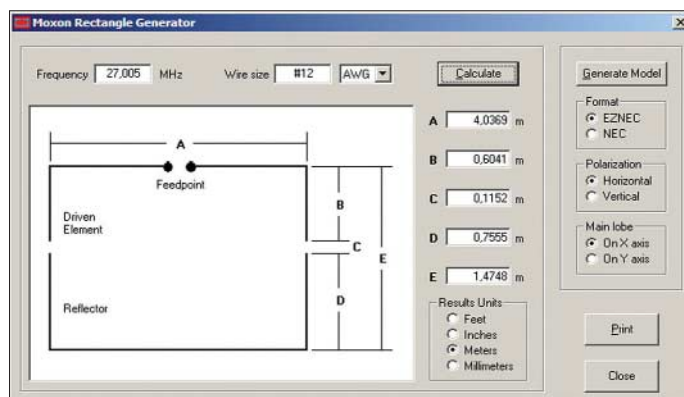 Moxon Rectangle Generator
Frequency 27,005 MHz Wire size #12 AWG Calculate
A
Feedpoint
Driven
Element
B
C
E
D
Reflector
A 4,0369 m
B 0,6041 m
C 0,1152 m
D 0,7555 m
E 1,4748 m
Results Units
Feet
Inches
Meters
Millimeters
Generate Model
Format
EZNEC
NEC
Polarization
Horizontal
Vertical
Main lobe
On X axis
On Y axis
Print
Close